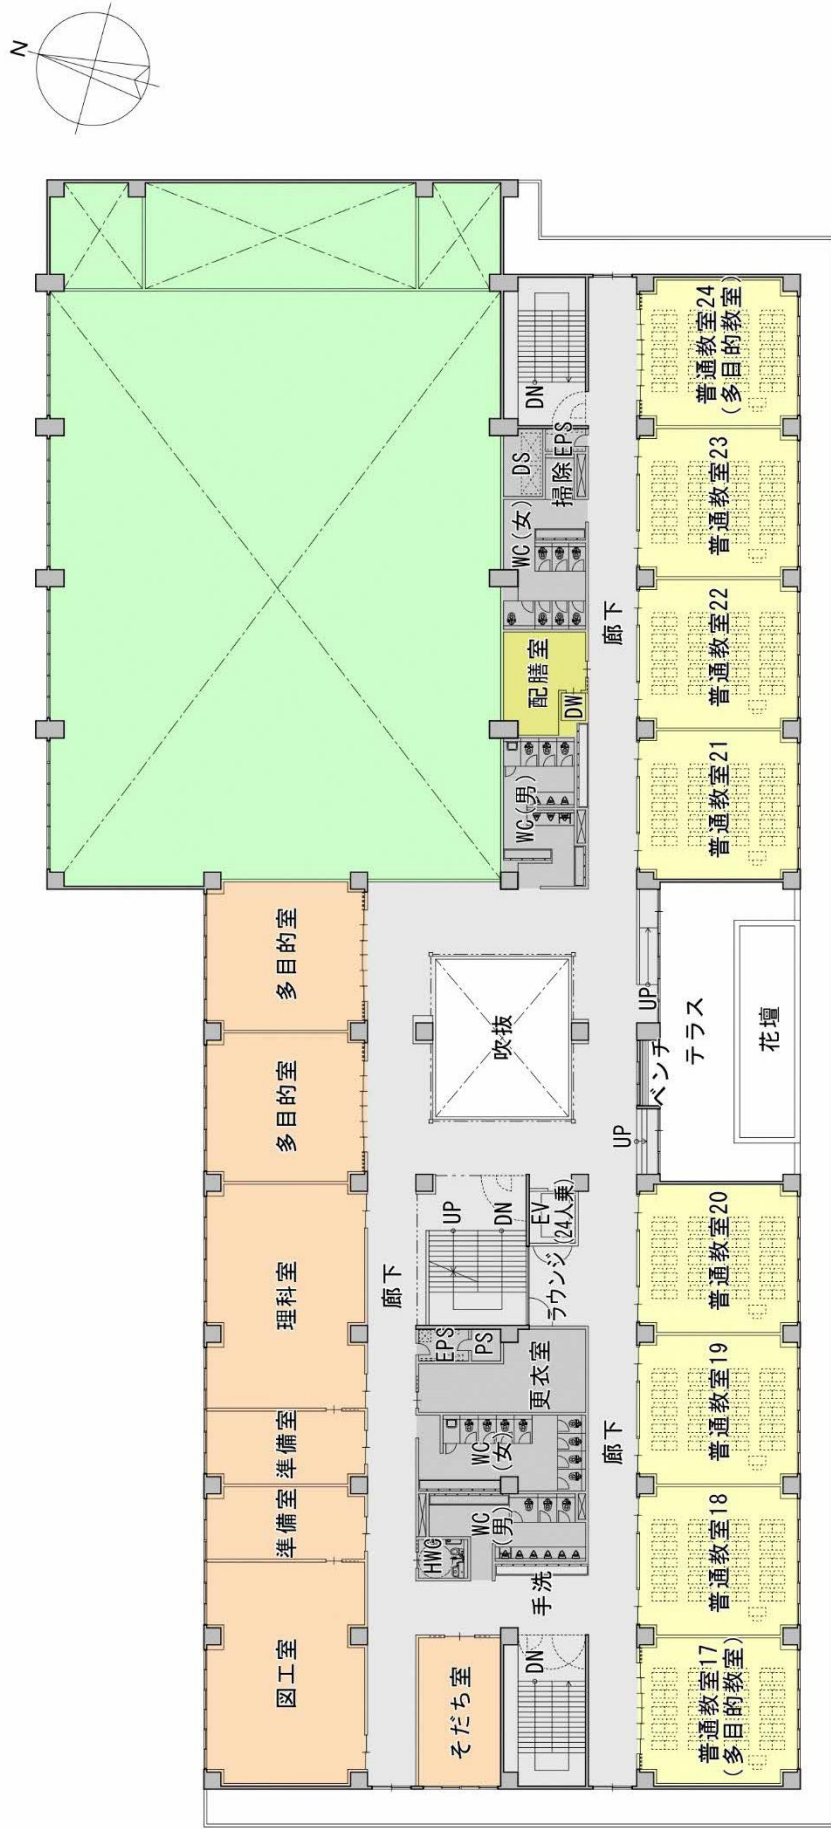 N
図工室
準備室
準備室
理科室
多目的室
多目的室
廊下
そだち室
HWC
WC
(男)
WC
(女)
EPS
PS
更衣室
UP
DN
EV
(24人乗)
ラウンジ
吹抜
手洗
DN
WC(男)
配膳室
DW
WC(女)
DS
掃除
EPS
DN
廊下
廊下
UP
UP
ベンチ
テラス
花壇
普通教室17
(多目的教室)
普通教室18
普通教室19
普通教室20
普通教室21
普通教室22
普通教室23
普通教室24
(多目的教室)